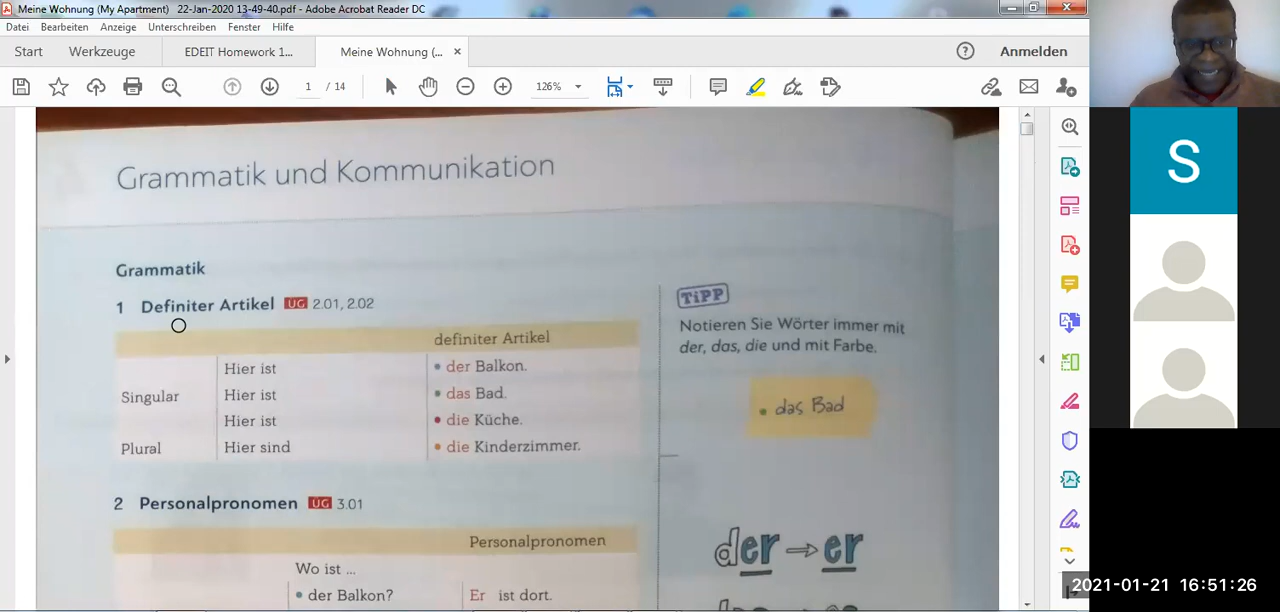 Meine Wohnung (My Apartment) 22-Jan-2020 13-49-40.pdf - Adobe Acrobat Reader DC
Datei Bearbeiten Anzeige Unterschreiben Fenster Hilfe
Start Werkzeuge EDEIT Homework 1... Meine Wohnung (... × Anmelden
1 / 14 126%
S
Grammatik und Kommunikation
Grammatik
1 Definiter Artikel UG 2.01, 2.02
definiter Artikel
Hier ist • der Balkon.
Singular Hier ist • das Bad.
Hier ist • die Küche.
Plural Hier sind • die Kinderzimmer.
TIPP
Notieren Sie Wörter immer mit
der, das, die und mit Farbe.
• das Bad
2 Personalpronomen UG 3.01
Personalpronomen
Wo ist ...
• der Balkon? Er ist dort.
der ⇒ er
2021-01-21 16:51:26